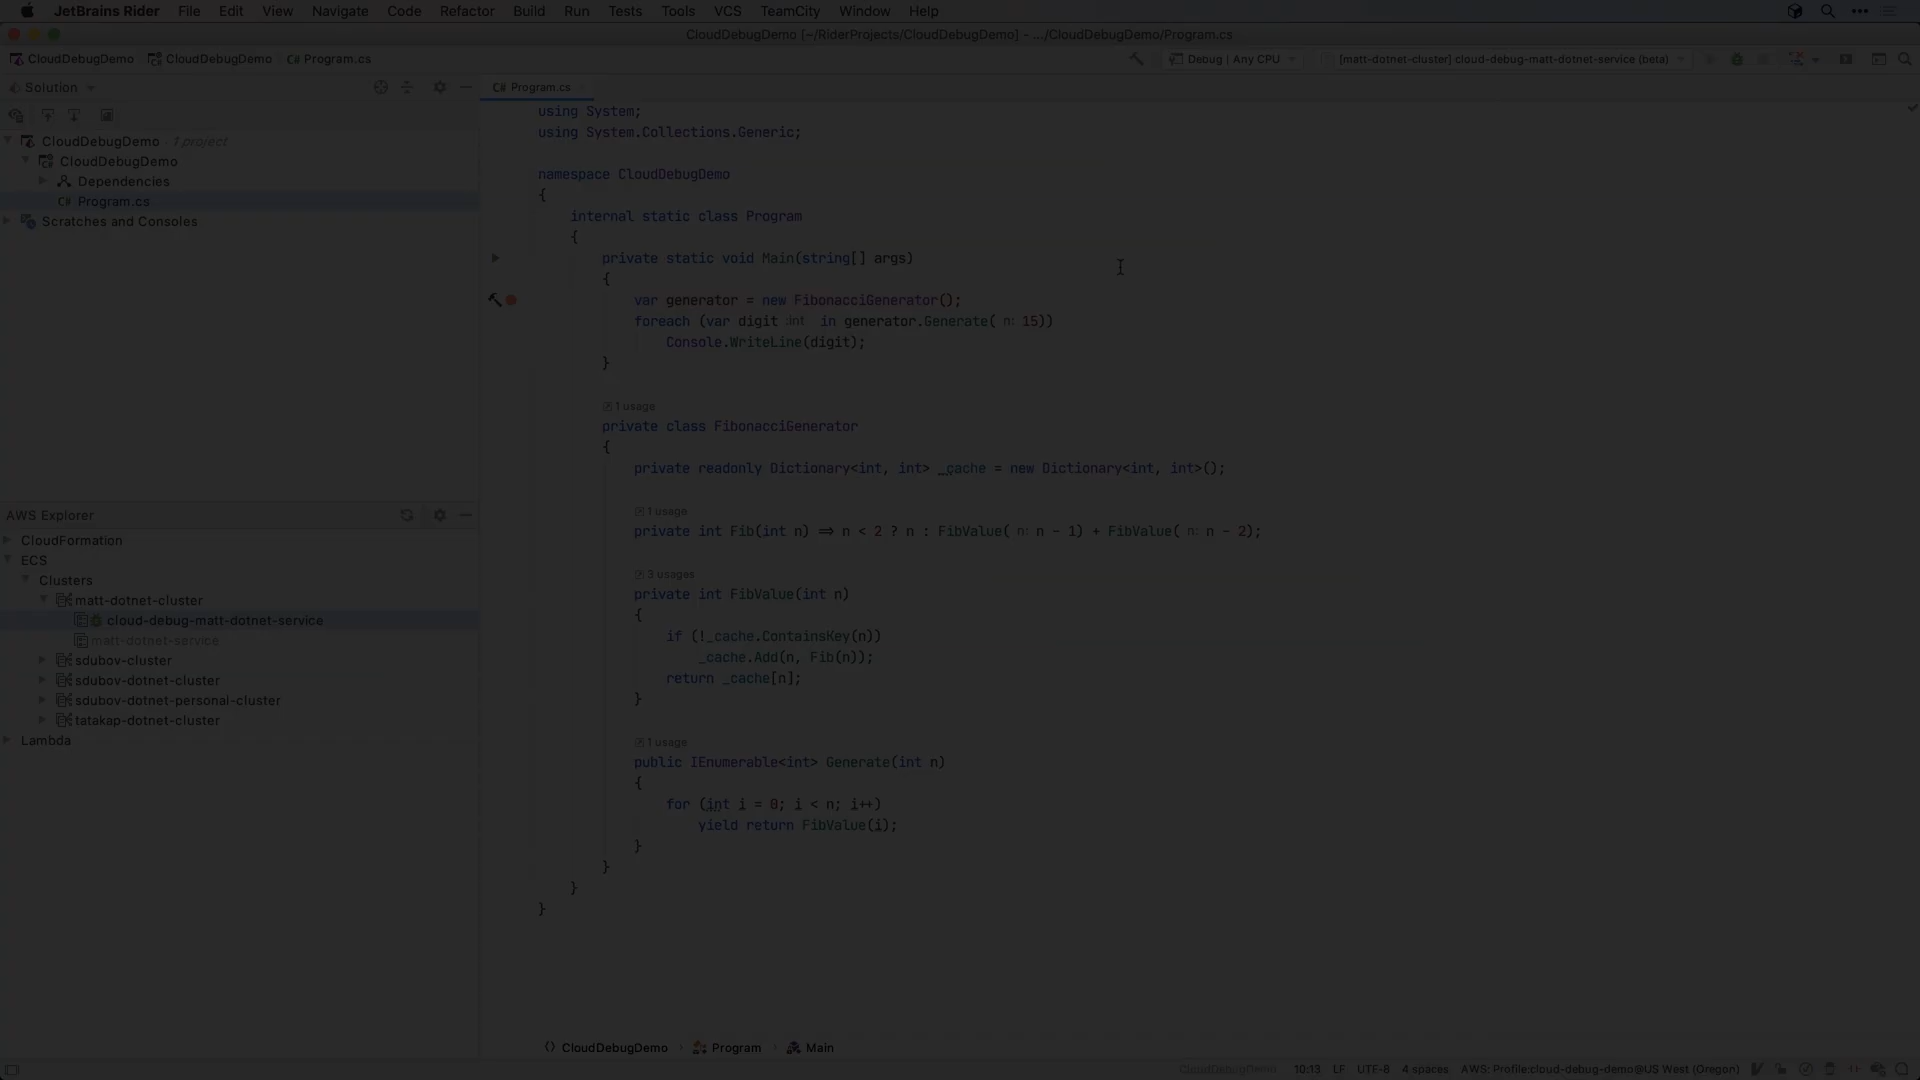 JetBrains Rider File Edit View Navigate Code Refactor Build Run Tests Tools VCS TeamCity Window Help
CloudDebugDemo [~/RiderProjects/CloudDebugDemo] - .../CloudDebugDemo/Program.cs
CloudDebugDemo CloudDebugDemo C# Program.cs Debug | Any CPU [matt-dotnet-cluster] cloud-debug-matt-dotnet-service (beta)
Solution
C# Program.cs
CloudDebugDemo · 1 project
CloudDebugDemo
Dependencies
C# Program.cs
Scratches and Consoles
AWS Explorer
CloudFormation
ECS
Clusters
matt-dotnet-cluster
cloud-debug-matt-dotnet-service
matt-dotnet-service
sdubov-cluster
sdubov-dotnet-cluster
sdubov-dotnet-personal-cluster
tatakap-dotnet-cluster
Lambda
using System;
using System.Collections.Generic;
namespace CloudDebugDemo
{
internal static class Program
{
private static void Main(string[] args)
{
var generator = new FibonacciGenerator();
foreach (var digit :int in generator.Generate( n: 15))
Console.WriteLine(digit);
}
1 usage
private class FibonacciGenerator
{
private readonly Dictionary<int, int> _cache = new Dictionary<int, int>();
1 usage
private int Fib(int n) => n < 2 ? n : FibValue( n: n - 1) + FibValue( n: n - 2);
3 usages
private int FibValue(int n)
{
if (!_cache.ContainsKey(n))
_cache.Add(n, Fib(n));
return _cache[n];
}
1 usage
public IEnumerable<int> Generate(int n)
{
for (int i = 0; i < n; i++)
yield return FibValue(i);
}
}
}
}
CloudDebugDemo › Program › Main
CloudDebugDemo 10:13 LF UTF-8 4 spaces AWS: Profile:cloud-debug-demo@US West (Oregon)